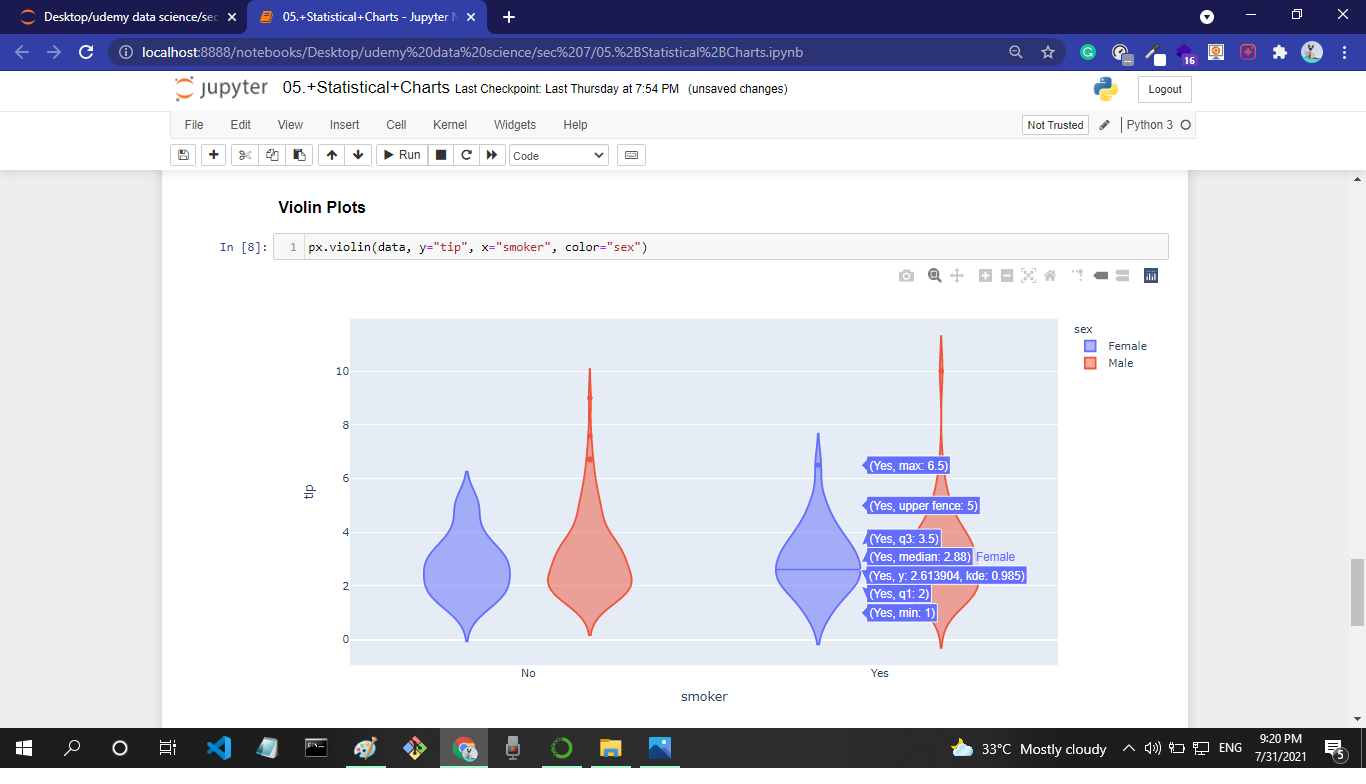 Desktop/udemy data science/sec
05.+Statistical+Charts - Jupyter N
localhost:8888/notebooks/Desktop/udemy%20data%20science/sec%207/05.%2BStatistical%2BCharts.ipynb
16
jupyter 05.+Statistical+Charts Last Checkpoint: Last Thursday at 7:54 PM (unsaved changes)
Logout
File Edit View Insert Cell Kernel Widgets Help
Not Trusted
Python 3
Run
Code
Violin Plots
In [8]: 1 px.violin(data, y="tip", x="smoker", color="sex")
sex
Female
Male
10
8
6
4
2
0
tip
(Yes, max: 6.5)
(Yes, upper fence: 5)
(Yes, q3: 3.5)
(Yes, median: 2.88) Female
(Yes, y: 2.613904, kde: 0.985)
(Yes, q1: 2)
(Yes, min: 1)
No Yes
smoker
33°C Mostly cloudy
ENG
9:20 PM
7/31/2021
5